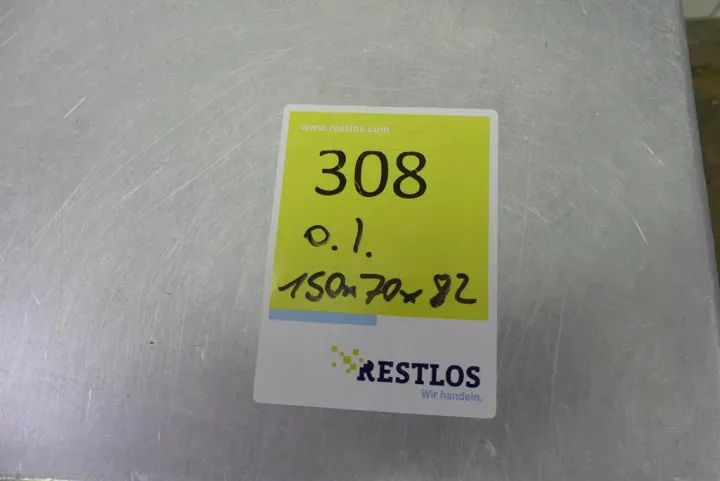 www.restlos.com
308
o. l.
150x70x82
RESTLOS
Wir handeln.